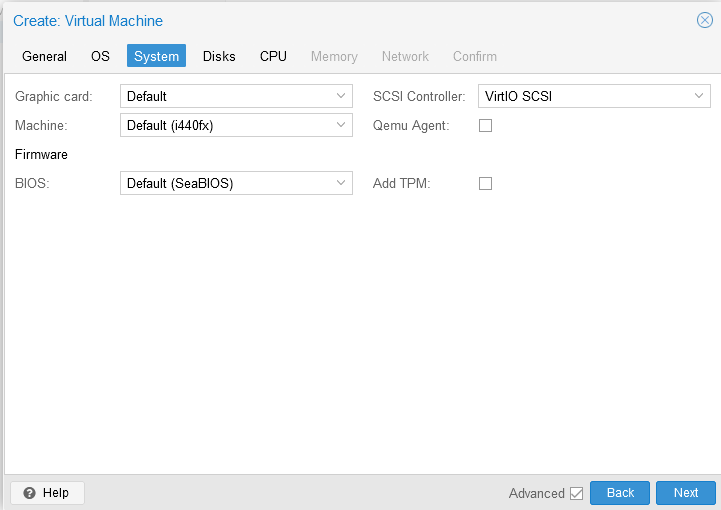 Create: Virtual Machine
General OS System Disks CPU Memory Network Confirm
Graphic card: Default SCSI Controller: VirtIO SCSI
Machine: Default (i440fx) Qemu Agent:
Firmware
BIOS: Default (SeaBIOS) Add TPM:
Help Advanced Back Next